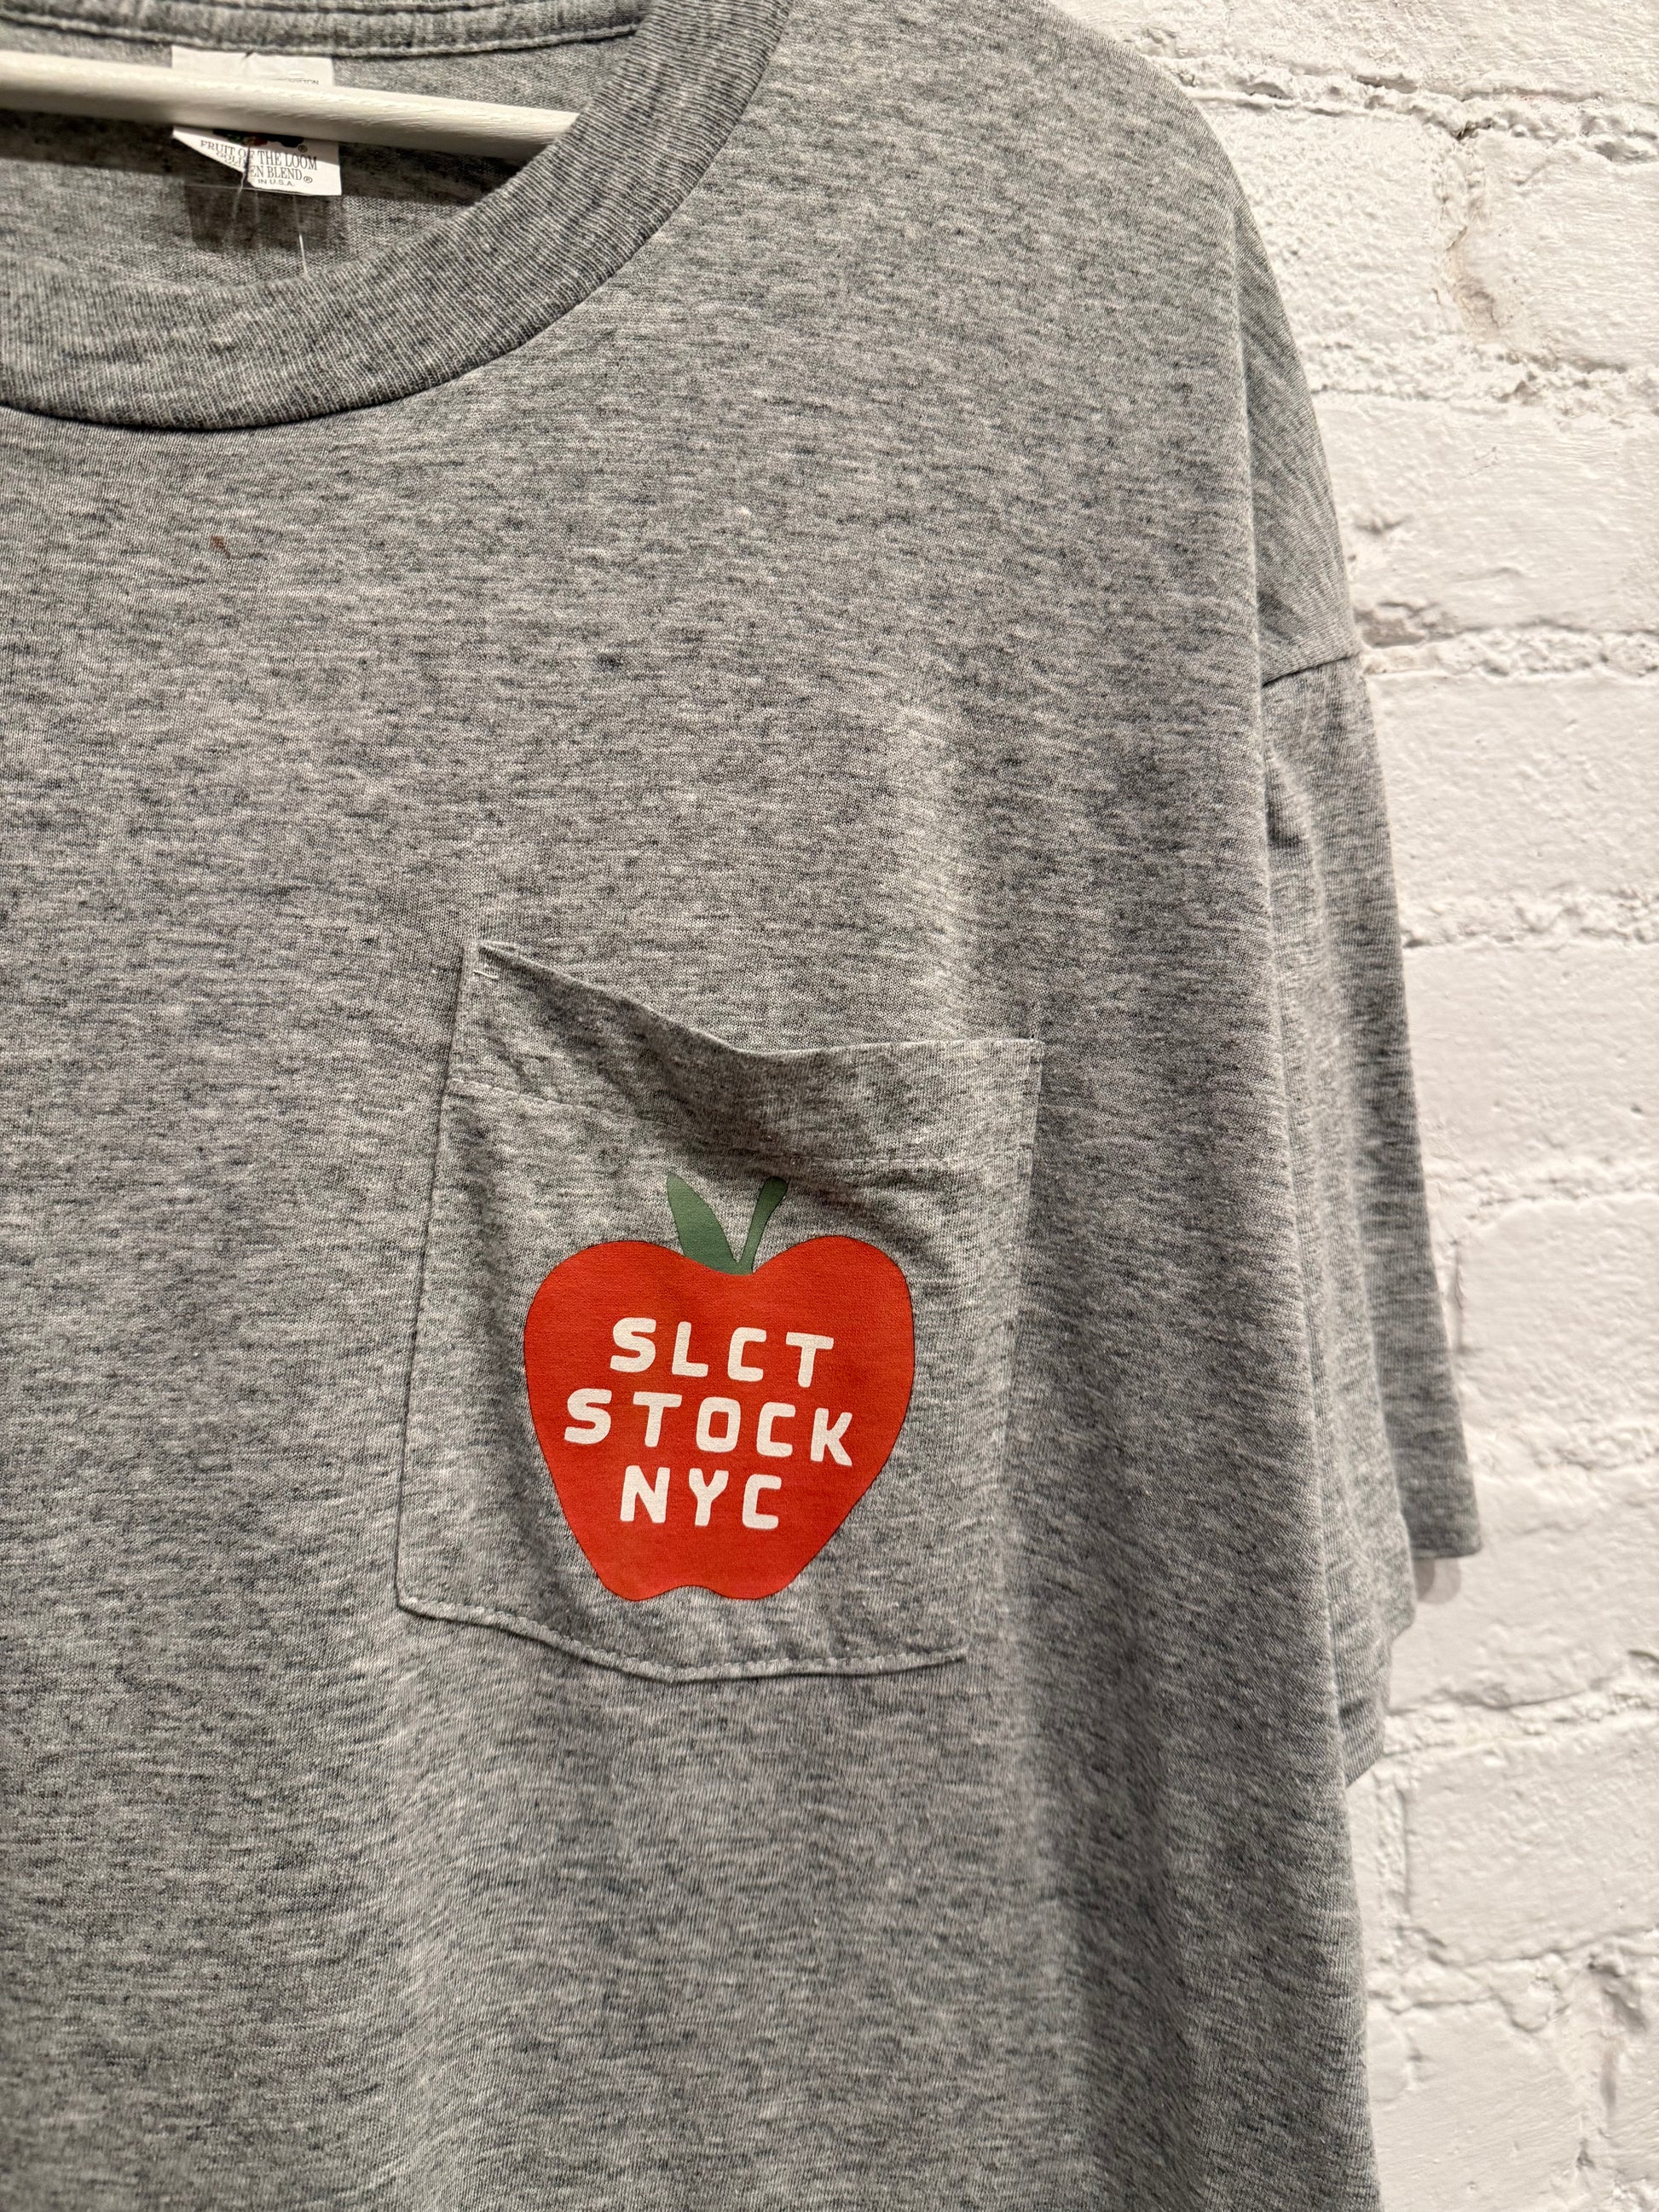 FRUIT OF THE LOOM
IN U.S.A.
SLCT
STOCK
NYC